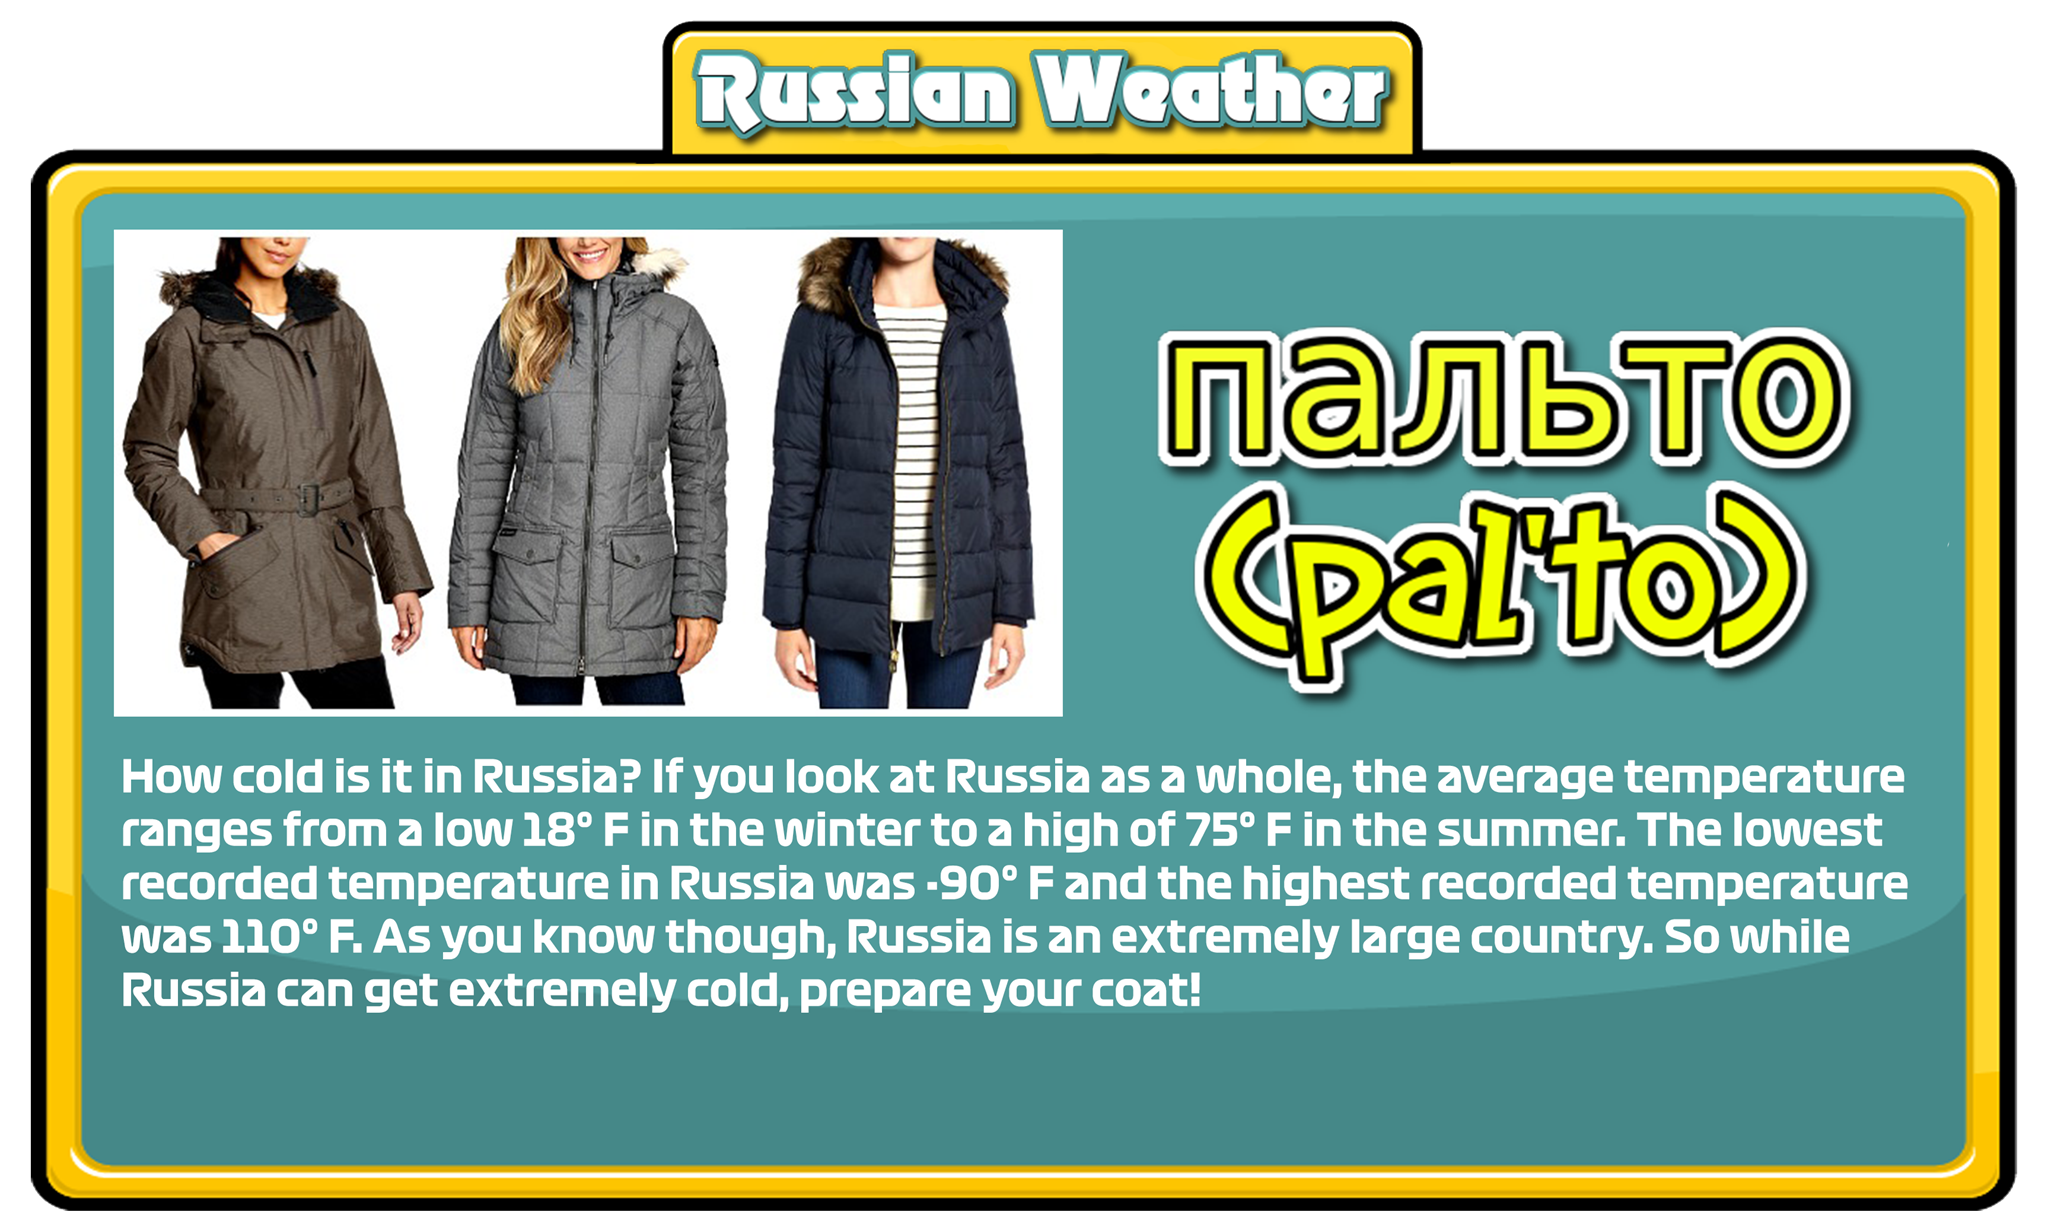 Russian Weather
пальто
(pal'to)
How cold is it in Russia? If you look at Russia as a whole, the average temperature
ranges from a low 18° F in the winter to a high of 75° F in the summer. The lowest
recorded temperature in Russia was -90° F and the highest recorded temperature
was 110° F. As you know though, Russia is an extremely large country. So while
Russia can get extremely cold, prepare your coat!